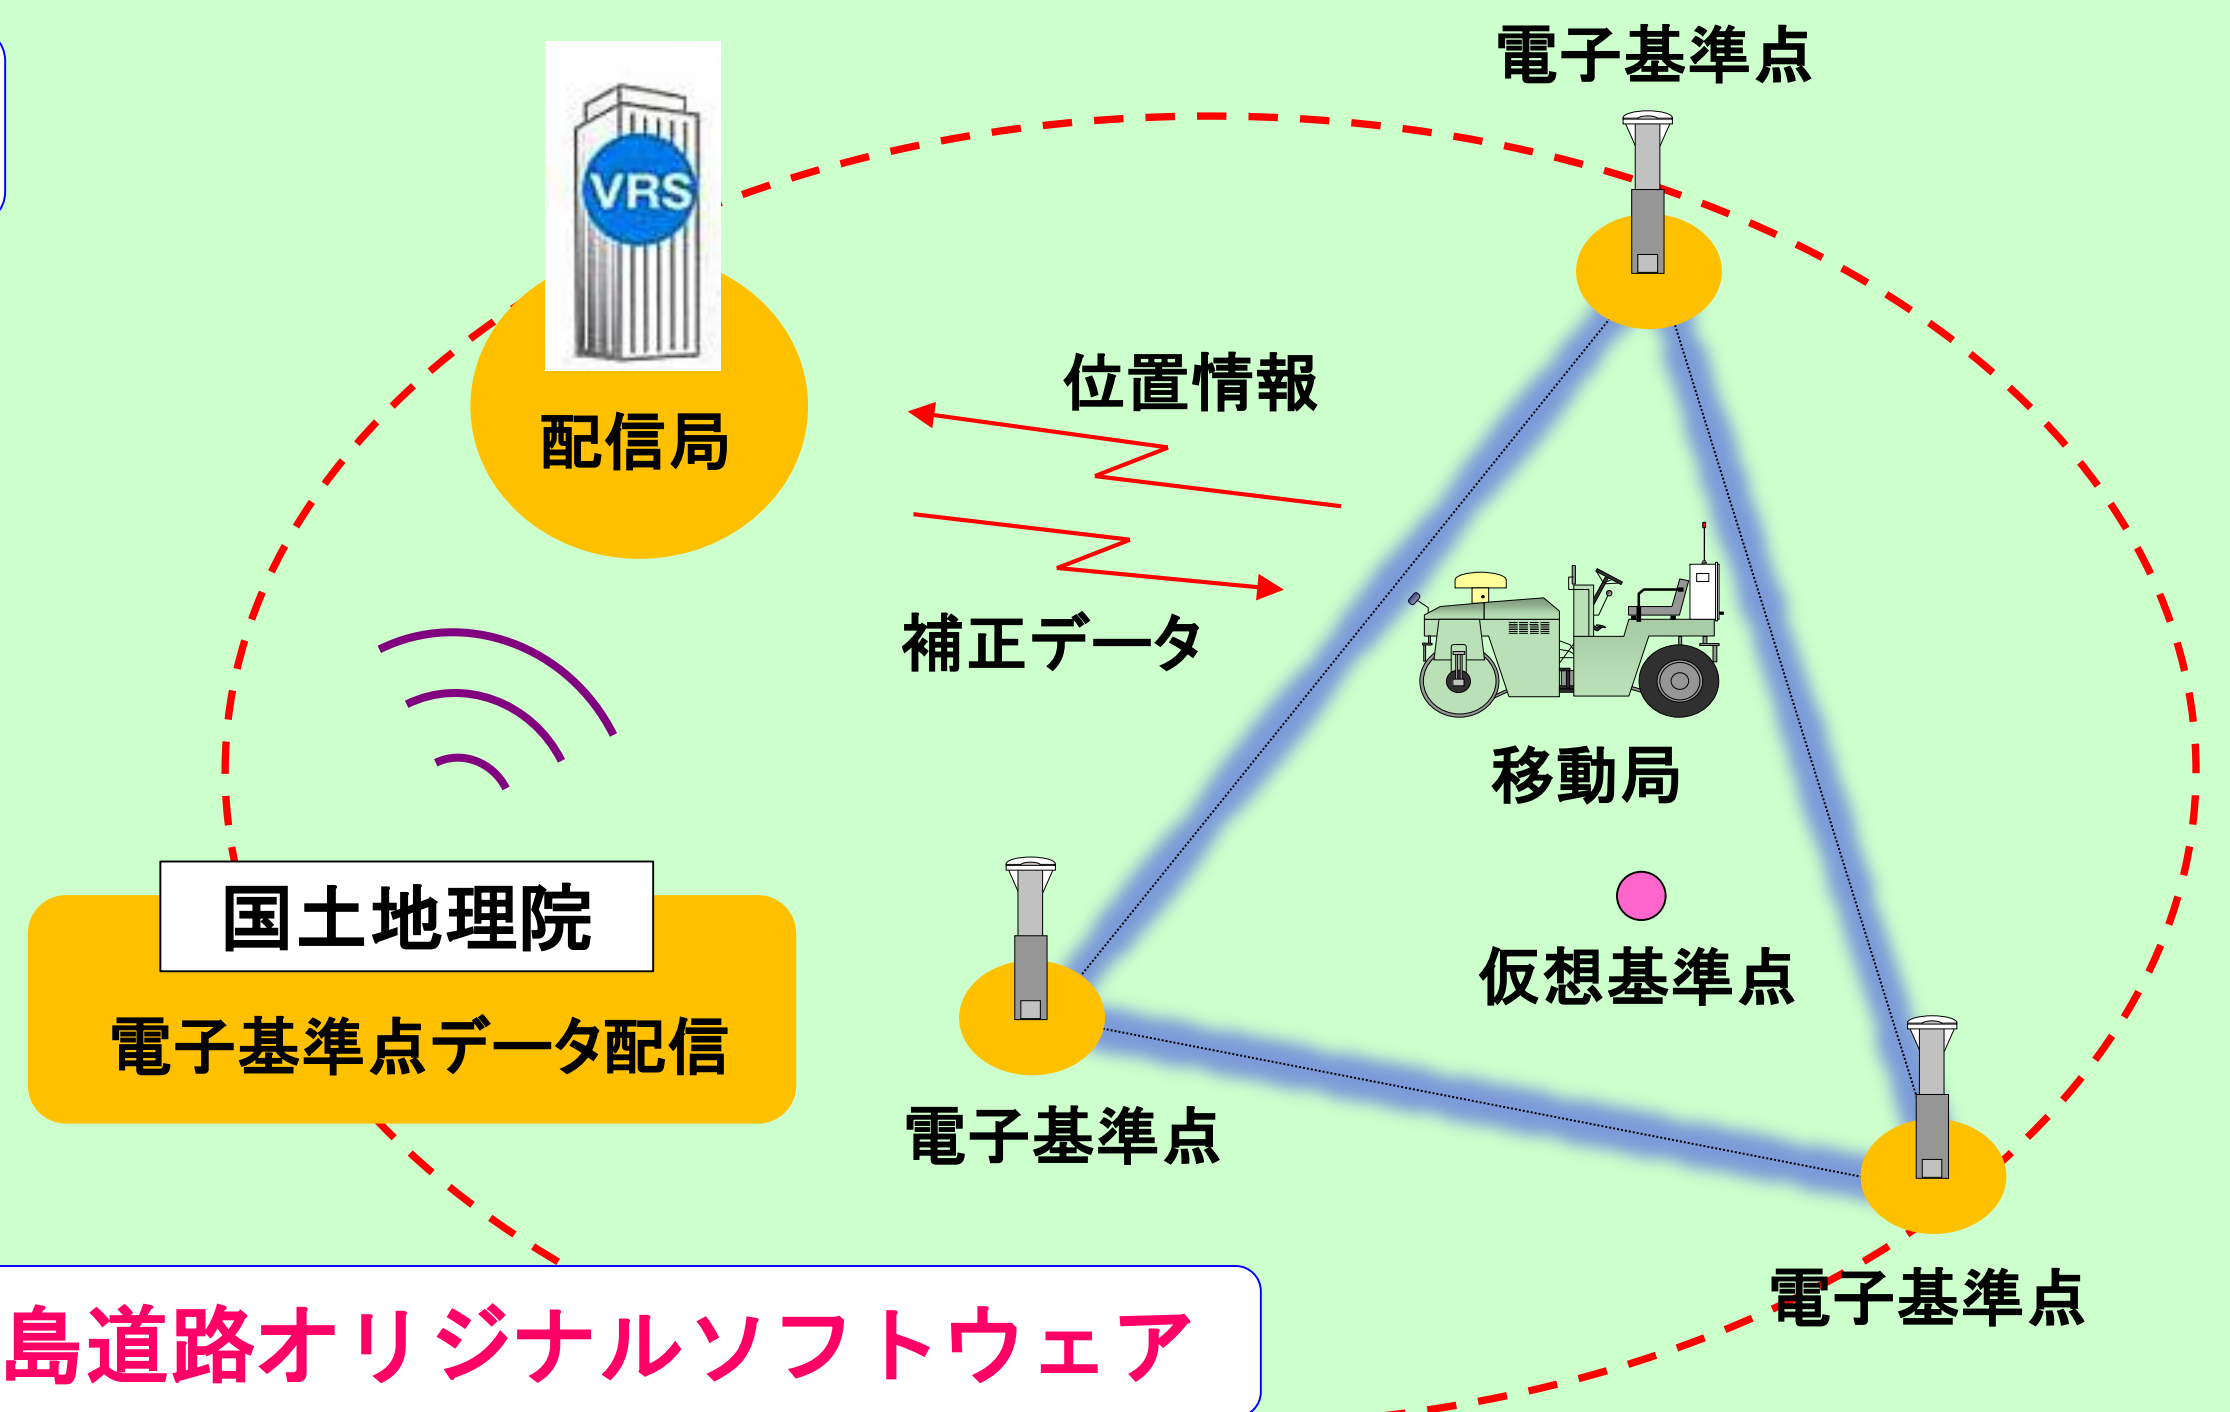 電子基準点
VRS
位置情報
配信局
補正データ
移動局
国土地理院
仮想基準点
電子基準点データ配信
電子基準点
電子基準点
島道路オリジナルソフトウェア